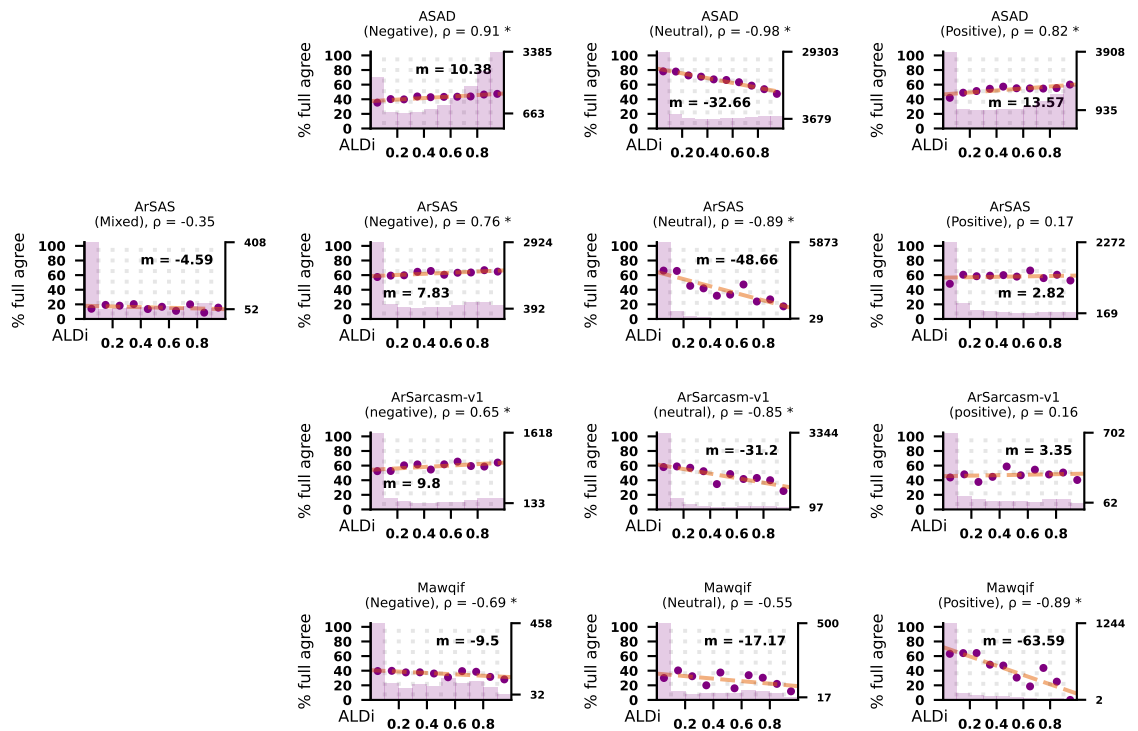 ASAD
(Negative), ρ = 0.91 *
% full agree
100
80
60
40
20
0
m = 10.38
3385
663
ALDi
0.2 0.4 0.6 0.8
ASAD
(Neutral), ρ = -0.98 *
% full agree
100
80
60
40
20
0
m = -32.66
29303
3679
ALDi
0.2 0.4 0.6 0.8
ASAD
(Positive), ρ = 0.82 *
% full agree
100
80
60
40
20
0
m = 13.57
3908
935
ALDi
0.2 0.4 0.6 0.8
ArSAS
(Mixed), ρ = -0.35
% full agree
100
80
60
40
20
0
m = -4.59
408
52
ALDi
0.2 0.4 0.6 0.8
ArSAS
(Negative), ρ = 0.76 *
% full agree
100
80
60
40
20
0
m = 7.83
2924
392
ALDi
0.2 0.4 0.6 0.8
ArSAS
(Neutral), ρ = -0.89 *
% full agree
100
80
60
40
20
0
m = -48.66
5873
29
ALDi
0.2 0.4 0.6 0.8
ArSAS
(Positive), ρ = 0.17
% full agree
100
80
60
40
20
0
m = 2.82
2272
169
ALDi
0.2 0.4 0.6 0.8
ArSarcasm-v1
(negative), ρ = 0.65 *
% full agree
100
80
60
40
20
0
m = 9.8
1618
133
ALDi
0.2 0.4 0.6 0.8
ArSarcasm-v1
(neutral), ρ = -0.85 *
% full agree
100
80
60
40
20
0
m = -31.2
3344
97
ALDi
0.2 0.4 0.6 0.8
ArSarcasm-v1
(positive), ρ = 0.16
% full agree
100
80
60
40
20
0
m = 3.35
702
62
ALDi
0.2 0.4 0.6 0.8
Mawqif
(Negative), ρ = -0.69 *
% full agree
100
80
60
40
20
0
m = -9.5
458
32
ALDi
0.2 0.4 0.6 0.8
Mawqif
(Neutral), ρ = -0.55
% full agree
100
80
60
40
20
0
m = -17.17
500
17
ALDi
0.2 0.4 0.6 0.8
Mawqif
(Positive), ρ = -0.89 *
% full agree
100
80
60
40
20
0
m = -63.59
1244
2
ALDi
0.2 0.4 0.6 0.8